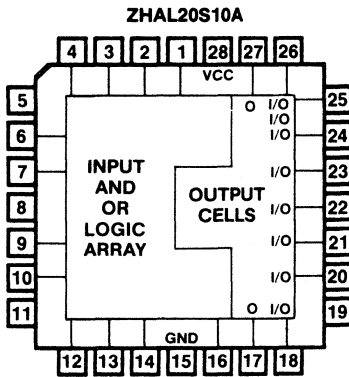 ZHAL20S10A
4 3 2 1 28 27 26
VCC
5 O I/O 25
I/O
6 I/O 24
INPUT
7 AND I/O 23
OR OUTPUT
8 LOGIC CELLS I/O 22
9 ARRAY I/O 21
10 I/O 20
11 O I/O 19
GND
12 13 14 15 16 17 18